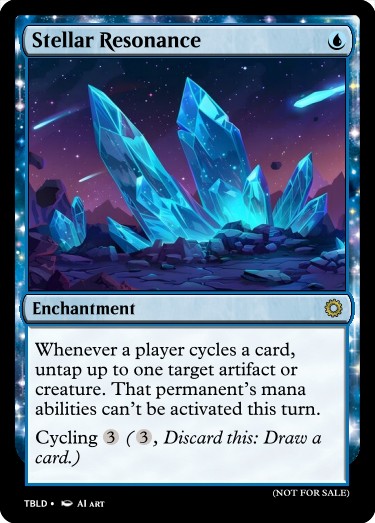 Stellar Resonance
Enchantment
Whenever a player cycles a card,
untap up to one target artifact or
creature. That permanent's mana
abilities can't be activated this turn.
Cycling 3 (3, Discard this: Draw a
card.)
(NOT FOR SALE)
TBLD • AI ART